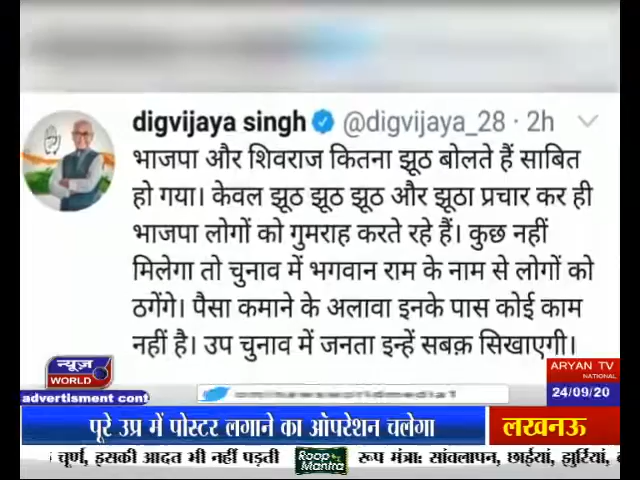 digvijaya singh @digvijaya_28 · 2h
भाजपा और शिवराज कितना झूठ बोलते हैं साबित
हो गया। केवल झूठ झूठ झूठ और झूठा प्रचार कर ही
भाजपा लोगों को गुमराह करते रहे हैं। कुछ नहीं
मिलेगा तो चुनाव में भगवान राम के नाम से लोगों को
ठगेंगे। पैसा कमाने के अलावा इनके पास कोई काम
नहीं है। उप चुनाव में जनता इन्हें सबक़ सिखाएगी।
न्यूज़
WORLD
ARYAN TV
NATIONAL
advertisment cont
24/09/20
पूरे उप्र में पोस्टर लगाने का ऑपरेशन चलेगा
लखनऊ
चूर्ण, इसकी आदत भी नहीं पड़ती Roop Mantra रूप मंत्रा: सांवलापन, छाईयां, झुर्रियां,